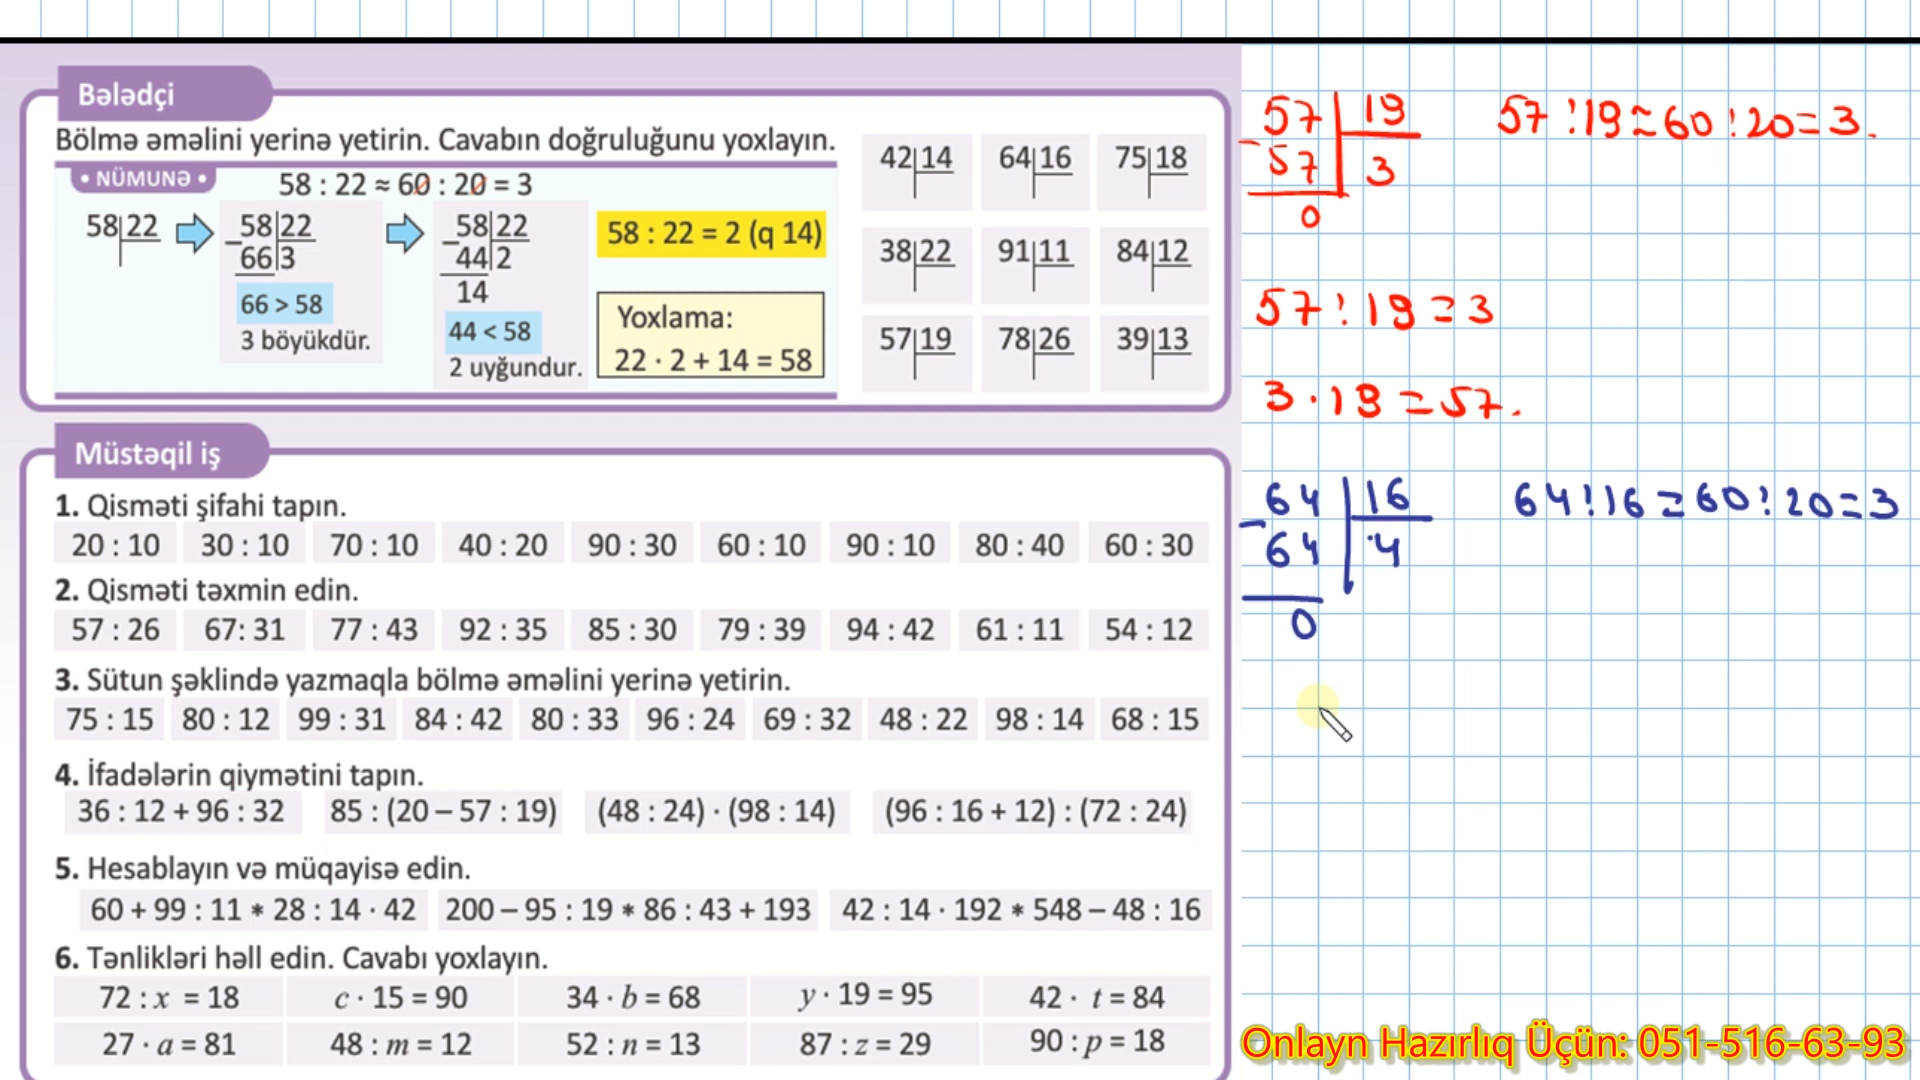 Bələdçi
Bölmə əməlini yerinə yetirin. Cavabın doğruluğunu yoxlayın.
• NÜMUNƏ •
58 : 22 ≈ 60 : 20 = 3
58 22
58 22
– 66 3
66 > 58
3 böyükdür.
58 22
– 44 2
14
44 < 58
2 uyğundur.
58 : 22 = 2 (q 14)
Yoxlama:
22 · 2 + 14 = 58
42 14 64 16 75 18
38 22 91 11 84 12
57 19 78 26 39 13
Müstəqil iş
1. Qisməti şifahi tapın.
20 : 10 30 : 10 70 : 10 40 : 20 90 : 30 60 : 10 90 : 10 80 : 40 60 : 30
2. Qisməti təxmin edin.
57 : 26 67: 31 77 : 43 92 : 35 85 : 30 79 : 39 94 : 42 61 : 11 54 : 12
3. Sütun şəklində yazmaqla bölmə əməlini yerinə yetirin.
75 : 15 80 : 12 99 : 31 84 : 42 80 : 33 96 : 24 69 : 32 48 : 22 98 : 14 68 : 15
4. İfadələrin qiymətini tapın.
36 : 12 + 96 : 32 85 : (20 – 57 : 19) (48 : 24) · (98 : 14) (96 : 16 + 12) : (72 : 24)
5. Hesablayın və müqayisə edin.
60 + 99 : 11 * 28 : 14 · 42 200 – 95 : 19 * 86 : 43 + 193 42 : 14 · 192 * 548 – 48 : 16
6. Tənlikləri həll edin. Cavabı yoxlayın.
72 : x = 18 c · 15 = 90 34 · b = 68 y · 19 = 95 42 · t = 84
27 · a = 81 48 : m = 12 52 : n = 13 87 : z = 29 90 : p = 18
57 19 57 : 19 ≈ 60 : 20 = 3.
– 57 3
0
57 : 19 = 3
3 · 19 = 57.
64 16 64 : 16 ≈ 60 : 20 = 3
– 64 4
0
Onlayn Hazırlıq Üçün: 051-516-63-93